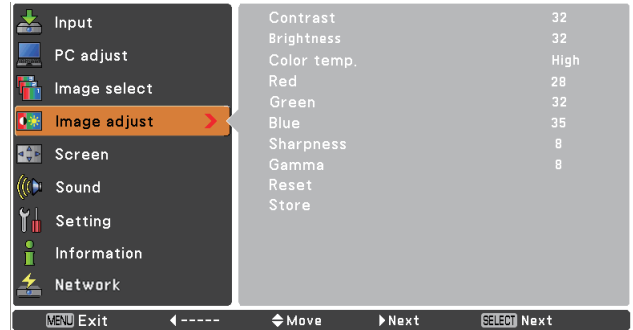 Input
PC adjust
Image select
Image adjust
Screen
Sound
Setting
Information
Network
Contrast 32
Brightness 32
Color temp. High
Red 28
Green 32
Blue 35
Sharpness 8
Gamma 8
Reset
Store
MENU Exit ----- Move Next SELECT Next